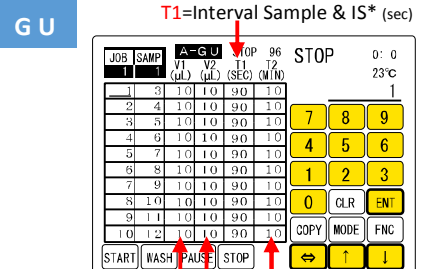 G U
T1=Interval Sample & IS* (sec)
JOB SAMP A-GU STOP 96 STOP 0: 0
1 1 V1 V2 T1 T2 23℃
(µL) (µL) (SEC) (MIN) 1
1 3 10 10 90 10
2 4 10 10 90 10
3 5 10 10 90 10
4 6 10 10 90 10
5 7 10 10 90 10
6 8 10 10 90 10
7 9 10 10 90 10
8 10 10 10 90 10
9 11 10 10 90 10
10 12 10 10 90 10
7 8 9
4 5 6
1 2 3
0 CLR ENT
COPY MODE FNC
START WASH PAUSE STOP ⇔ ↑ ↓